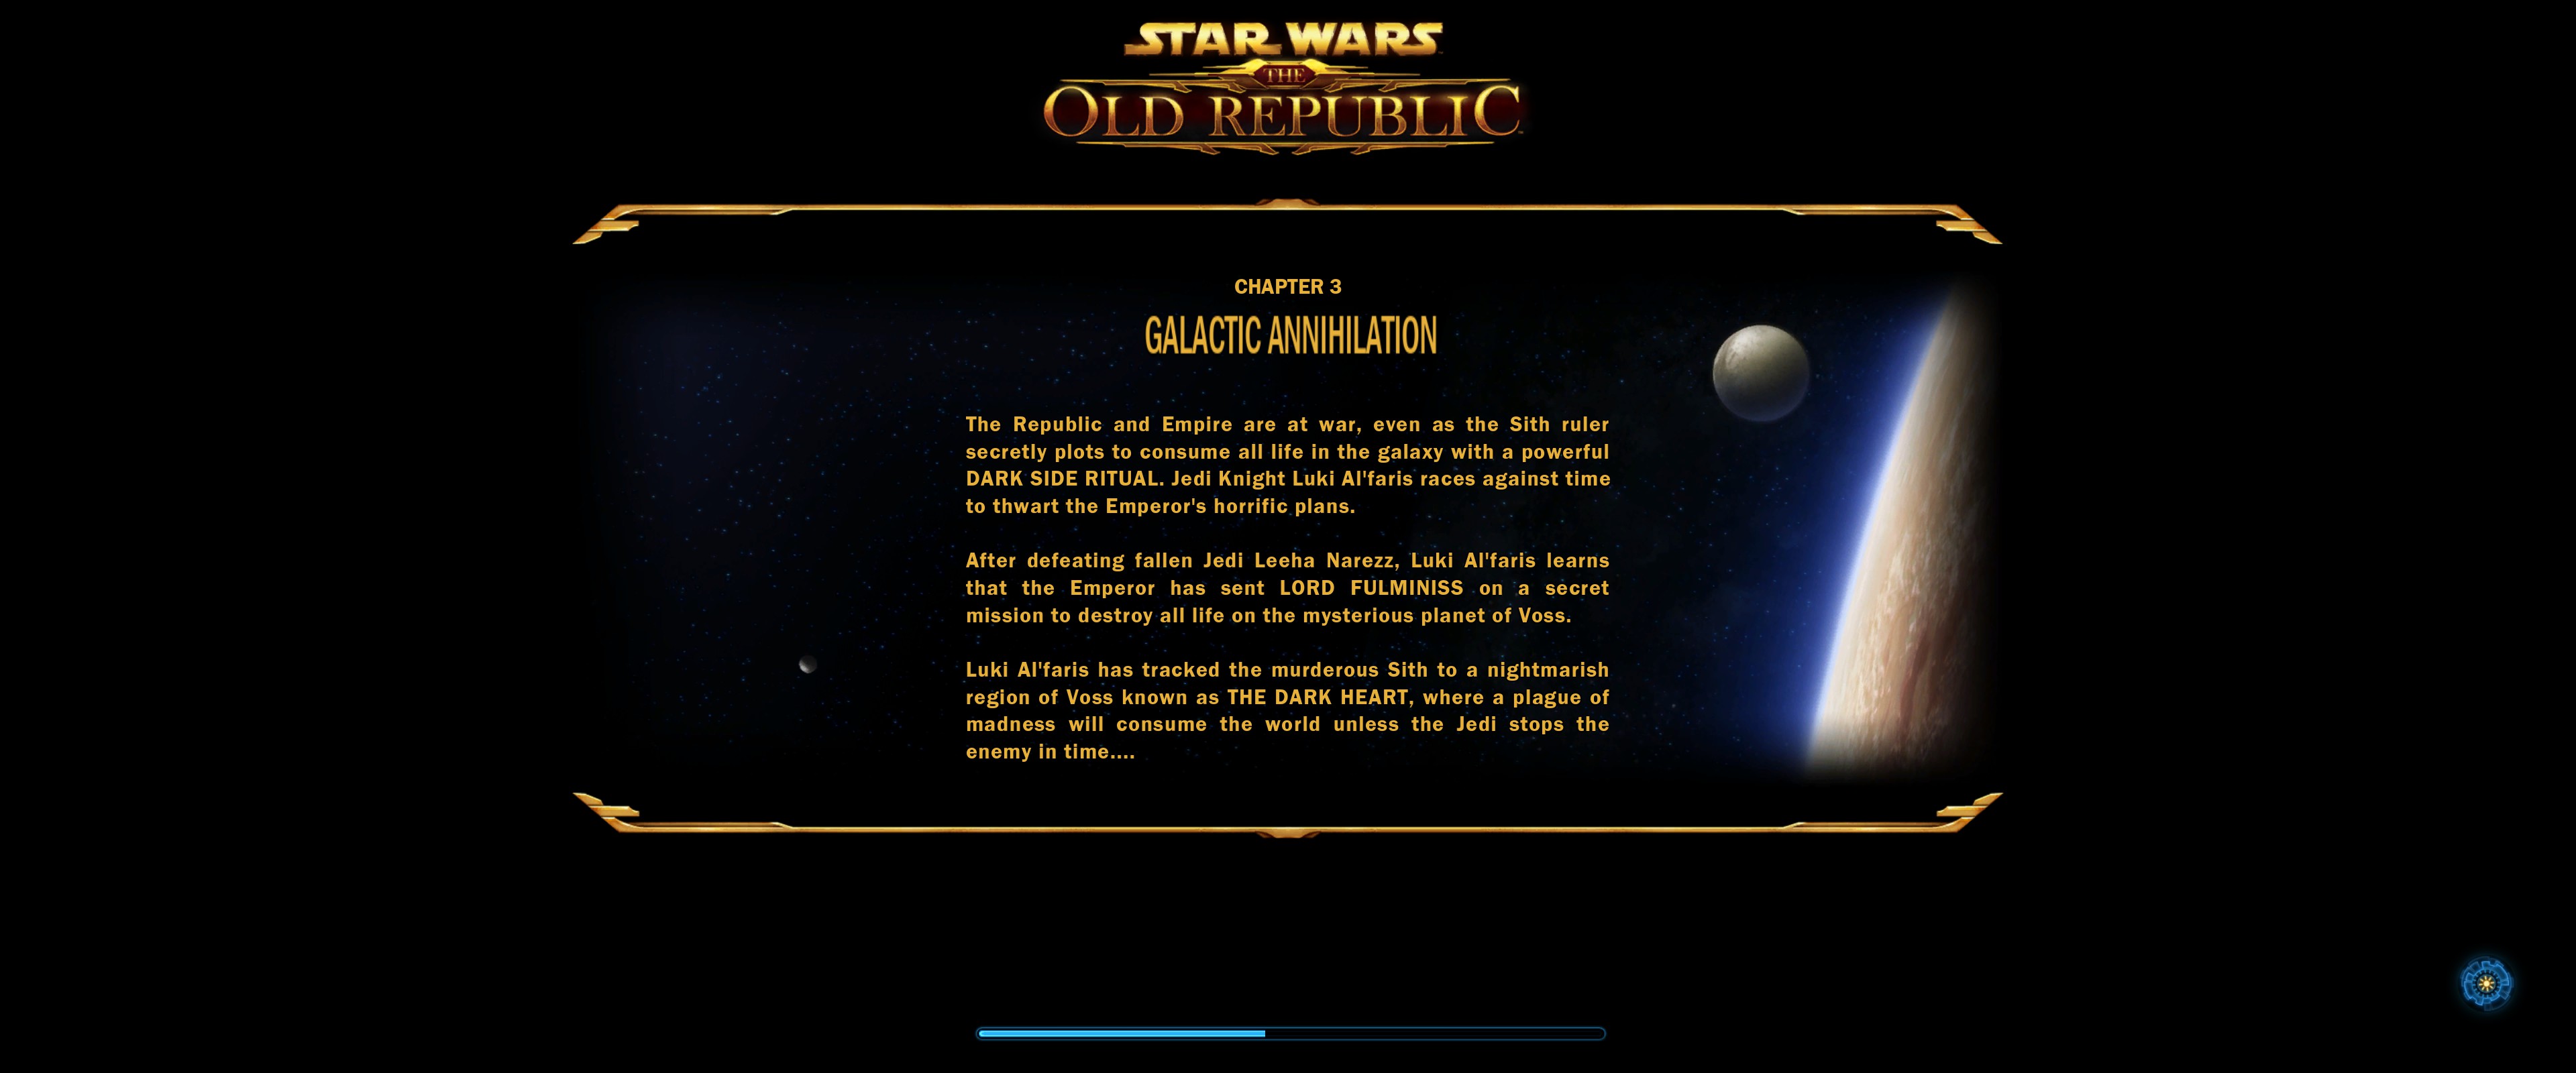 STAR WARS
THE
OLD REPUBLIC
CHAPTER 3
GALACTIC ANNIHILATION
The Republic and Empire are at war, even as the Sith ruler
secretly plots to consume all life in the galaxy with a powerful
DARK SIDE RITUAL. Jedi Knight Luki Al'faris races against time
to thwart the Emperor's horrific plans.
After defeating fallen Jedi Leeha Narezz, Luki Al'faris learns
that the Emperor has sent LORD FULMINISS on a secret
mission to destroy all life on the mysterious planet of Voss.
Luki Al'faris has tracked the murderous Sith to a nightmarish
region of Voss known as THE DARK HEART, where a plague of
madness will consume the world unless the Jedi stops the
enemy in time....